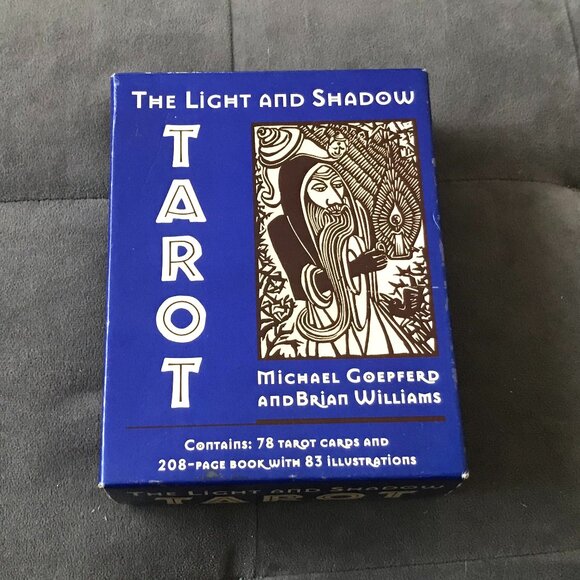 The Light and Shadow
TAROT
Michael Goepferd
and Brian Williams
Contains: 78 tarot cards and
208-page book with 83 illustrations
The Light and Shadow
TAROT